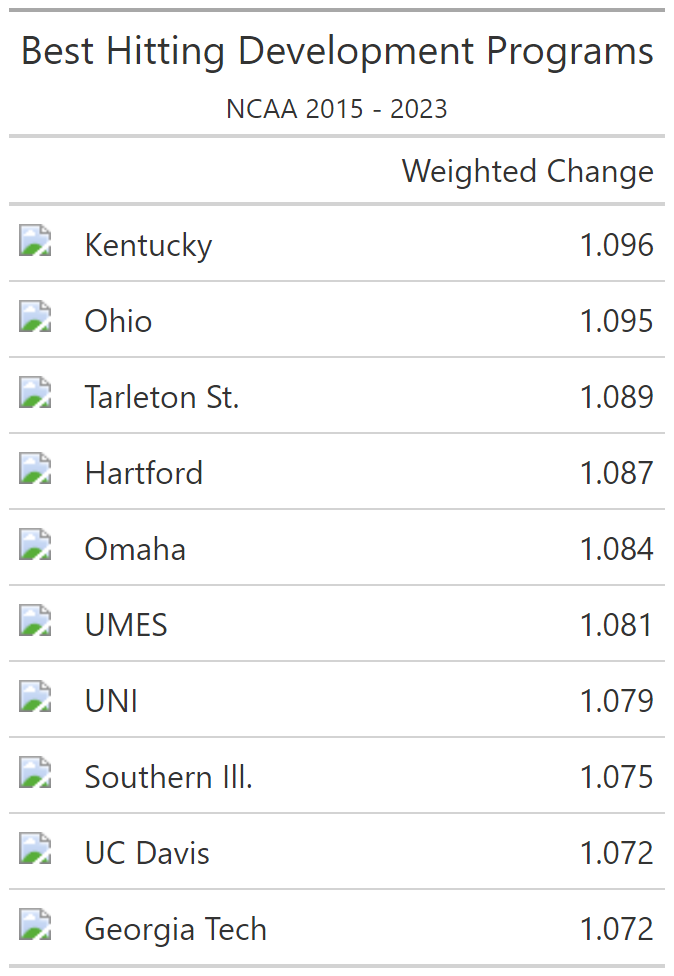 Best Hitting Development Programs
NCAA 2015 - 2023
Weighted Change
Kentucky 1.096
Ohio 1.095
Tarleton St. 1.089
Hartford 1.087
Omaha 1.084
UMES 1.081
UNI 1.079
Southern Ill. 1.075
UC Davis 1.072
Georgia Tech 1.072